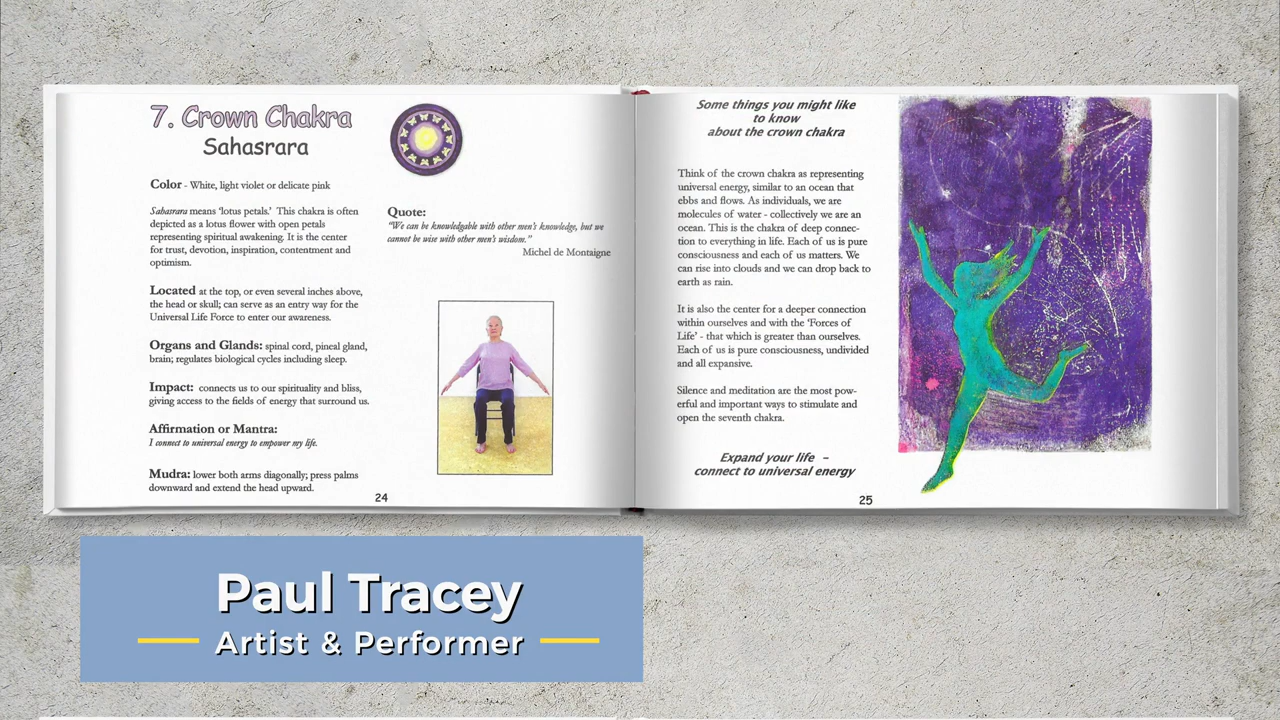 7. Crown Chakra
Sahasrara
Color - White, light violet or delicate pink
Sahasrara means ‘lotus petals.’ This chakra is often
depicted as a lotus flower with open petals
representing spiritual awakening. It is the center
for trust, devotion, inspiration, contentment and
optimism.
Located at the top, or even several inches above,
the head or skull; can serve as an entry way for the
Universal Life Force to enter our awareness.
Organs and Glands: spinal cord, pineal gland,
brain; regulates biological cycles including sleep.
Impact: connects us to our spirituality and bliss,
giving access to the fields of energy that surround us.
Affirmation or Mantra:
I connect to universal energy to empower my life.
Mudra: lower both arms diagonally; press palms
downward and extend the head upward.
Quote:
“We can be knowledgable with other men’s knowledge, but we
cannot be wise with other men’s wisdom.”
Michel de Montaigne
24
Some things you might like
to know
about the crown chakra
Think of the crown chakra as representing
universal energy, similar to an ocean that
ebbs and flows. As individuals, we are
molecules of water - collectively we are an
ocean. This is the chakra of deep connec-
tion to everything in life. Each of us is pure
consciousness and each of us matters. We
can rise into clouds and we can drop back to
earth as rain.
It is also the center for a deeper connection
within ourselves and with the ‘Forces of
Life’ - that which is greater than ourselves.
Each of us is pure consciousness, undivided
and all expansive.
Silence and meditation are the most pow-
erful and important ways to stimulate and
open the seventh chakra.
Expand your life –
connect to universal energy
25
Paul Tracey
Artist & Performer